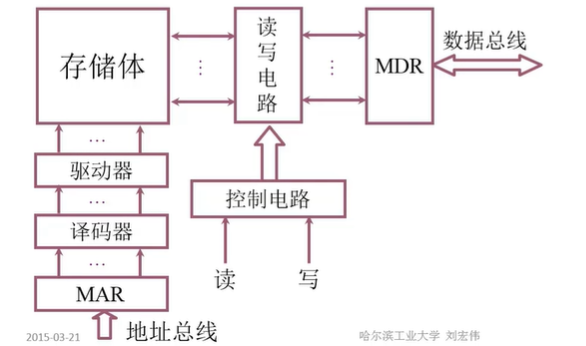 存储体
读写电路
MDR
数据总线
…
…
…
驱动器
…
译码器
…
MAR
控制电路
读
写
地址总线
2015-03-21
哈尔滨工业大学 刘宏伟